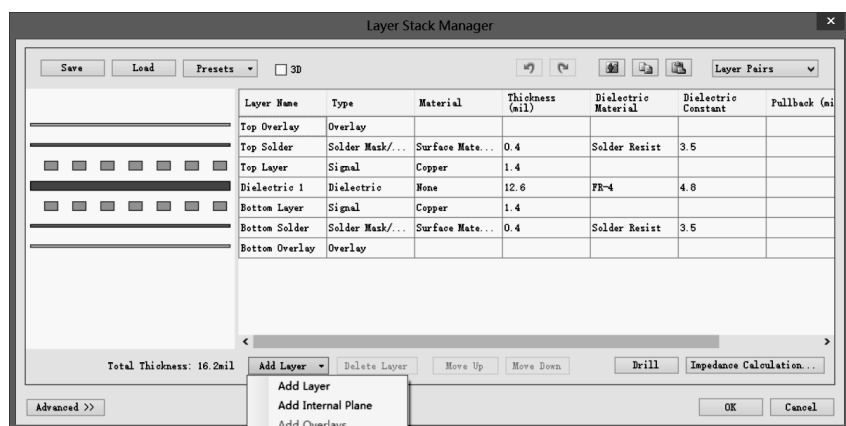 Layer Stack Manager
Save Load Presets 3D Layer Pairs
Layer Name Type Material Thickness (mil) Dielectric Material Dielectric Constant Pullback (mi
Top Overlay Overlay
Top Solder Solder Mask/... Surface Mate... 0.4 Solder Resist 3.5
Top Layer Signal Copper 1.4
Dielectric 1 Dielectric None 12.6 FR-4 4.8
Bottom Layer Signal Copper 1.4
Bottom Solder Solder Mask/... Surface Mate... 0.4 Solder Resist 3.5
Bottom Overlay Overlay
Total Thickness: 16.2mil Add Layer Delete Layer Move Up Move Down Drill Impedance Calculation...
Add Layer
Advanced >> Add Internal Plane OK Cancel
Add Overlays